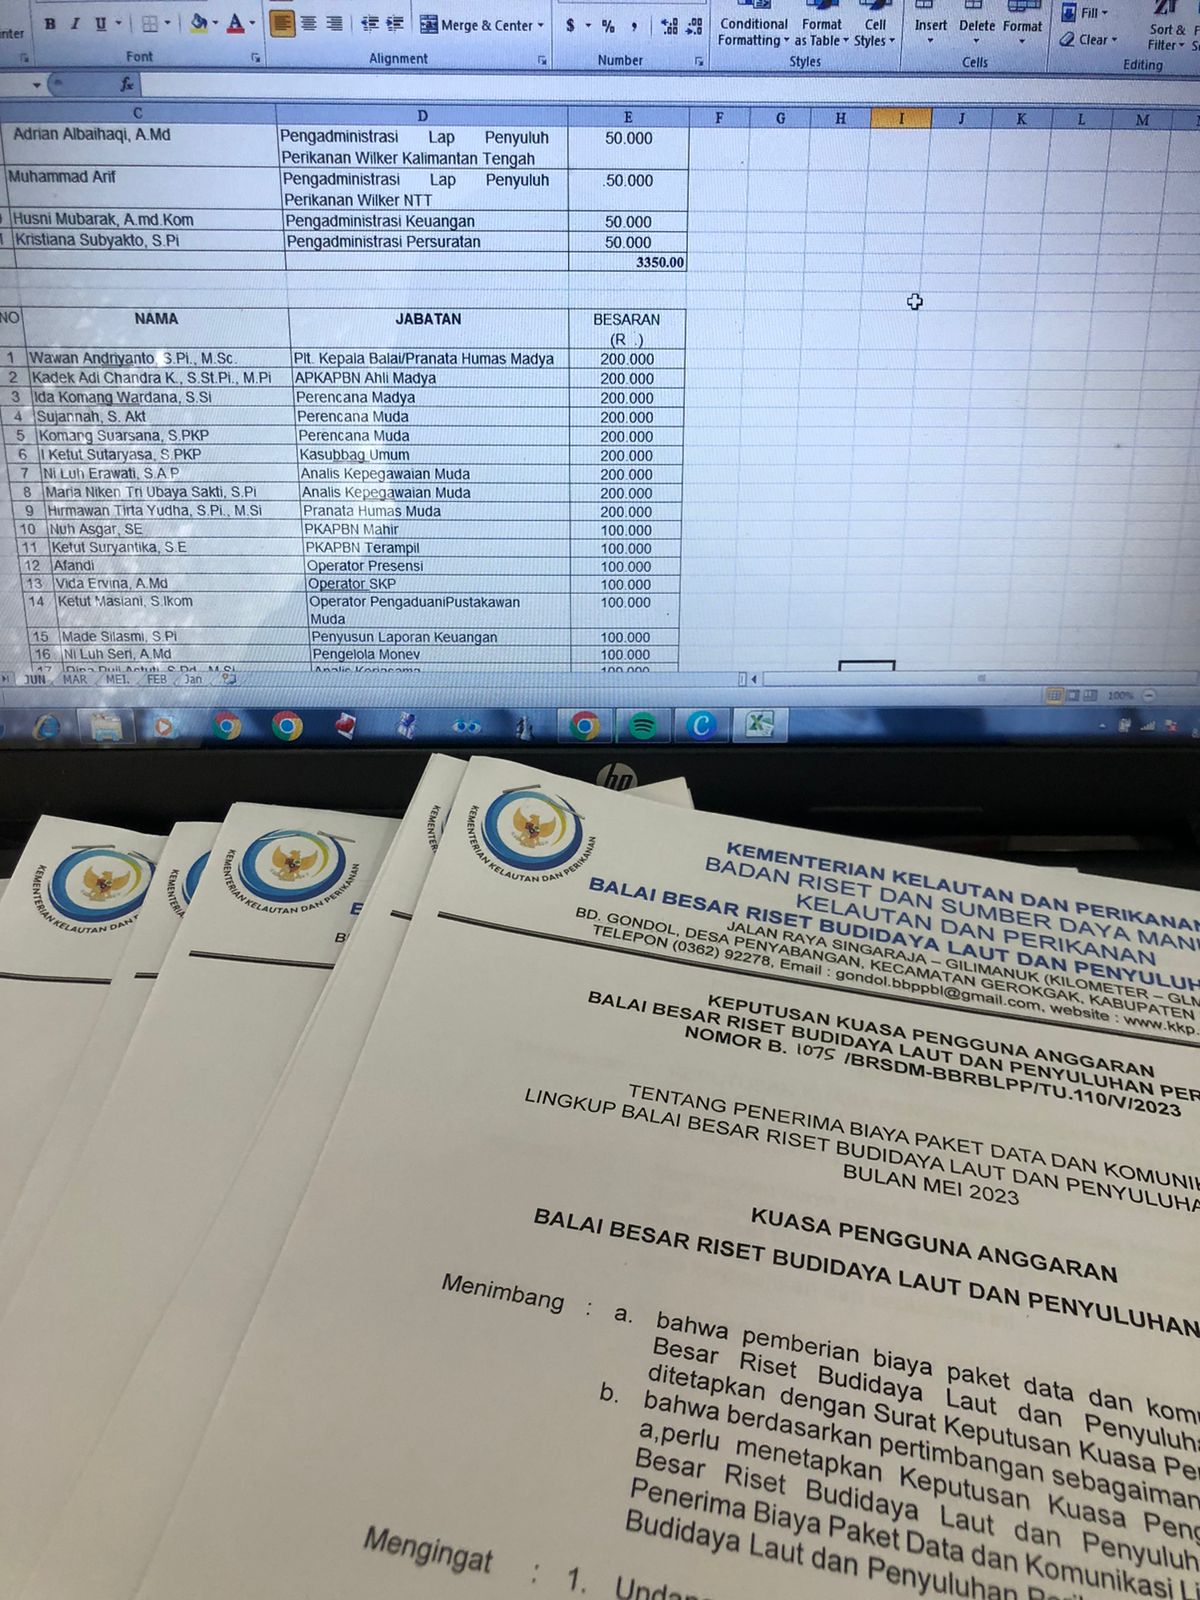 B I U Merge & Center $ % , Conditional Format Cell Insert Delete Format Fill Sort &
Formatting as Table Styles Clear Filter
Font Alignment Number Styles Cells Editing
fx
C D E F G H I J K L M
Adrian Albaihaqi, A.Md Pengadministrasi Lap Penyuluh 50.000
Perikanan Wilker Kalimantan Tengah
Muhammad Arif Pengadministrasi Lap Penyuluh .50.000
Perikanan Wilker NTT
Husni Mubarak, A.md.Kom Pengadministrasi Keuangan 50.000
Kristiana Subyakto, S.Pi Pengadministrasi Persuratan 50.000
3350.00
NO NAMA JABATAN BESARAN
(R .)
1 Wawan Andriyanto, S.Pi., M.Sc. Plt. Kepala Balai/Pranata Humas Madya 200.000
2 Kadek Adi Chandra K., S.St.Pi., M.Pi APKAPBN Ahli Madya 200.000
3 Ida Komang Wardana, S.Si Perencana Madya 200.000
4 Sujannah, S. Akt Perencana Muda 200.000
5 Komang Suarsana, S.PKP Perencana Muda 200.000
6 I Ketut Sutaryasa, S.PKP Kasubbag Umum 200.000
7 Ni Luh Erawati, S.A.P Analis Kepegawaian Muda 200.000
8 Maria Niken Tri Ubaya Sakti, S.Pi Analis Kepegawaian Muda 200.000
9 Hirmawan Tirta Yudha, S.Pi., M.Si Pranata Humas Muda 200.000
10 Nuh Asgar, SE PKAPBN Mahir 100.000
11 Ketut Suryantika, S.E PKAPBN Terampil 100.000
12 Afandi Operator Presensi 100.000
13 Vida Ervina, A.Md Operator SKP 100.000
14 Ketut Masiani, S.Ikom Operator PengaduaniPustakawan 100.000
Muda
15 Made Silasmi, S.Pi Penyusun Laporan Keuangan 100.000
16 Ni Luh Seri, A.Md Pengelola Monev 100.000
JUN MAR MEI. FEB Jan
100%
hp
KEMENTERIAN KELAUTAN DAN PERIKANAN
KEMENTERIAN KELAUTAN DAN PERIKANAN
KEMENTERIAN KELAUTAN DAN PERIKANAN
BADAN RISET DAN SUMBER DAYA
KELAUTAN DAN PERIKANAN
BALAI BESAR RISET BUDIDAYA LAUT DAN
BD. GONDOL, JALAN RAYA SINGARAJA – GILIMANUK (KILOMETER –
DESA PENYABANGAN, KECAMATAN GEROKGAK, KABUPATEN
TELEPON (0362) 92278, Email : gondol.bbppbl@gmail.com, website : www.kkp.
KEPUTUSAN KUASA PENGGUNA ANGGARAN
BALAI BESAR RISET BUDIDAYA LAUT DAN PENYULUHAN
NOMOR B. 1075 /BRSDM-BBRBLPP/TU.110/V/2023
TENTANG PENERIMA BIAYA PAKET DATA DAN
LINGKUP BALAI BESAR RISET BUDIDAYA LAUT DAN
BULAN MEI 2023
KUASA PENGGUNA ANGGARAN
BALAI BESAR RISET BUDIDAYA LAUT DAN PENYULUHAN
Menimbang : a. bahwa pemberian biaya paket data dan
Besar Riset Budidaya Laut dan
ditetapkan dengan Surat Keputusan Kuasa
b. bahwa berdasarkan pertimbangan
a,perlu menetapkan Keputusan Kuasa
Besar Riset Budidaya Laut dan
Penerima Biaya Paket Data dan Komunikasi
Budidaya Laut dan Penyuluhan
Mengingat : 1.